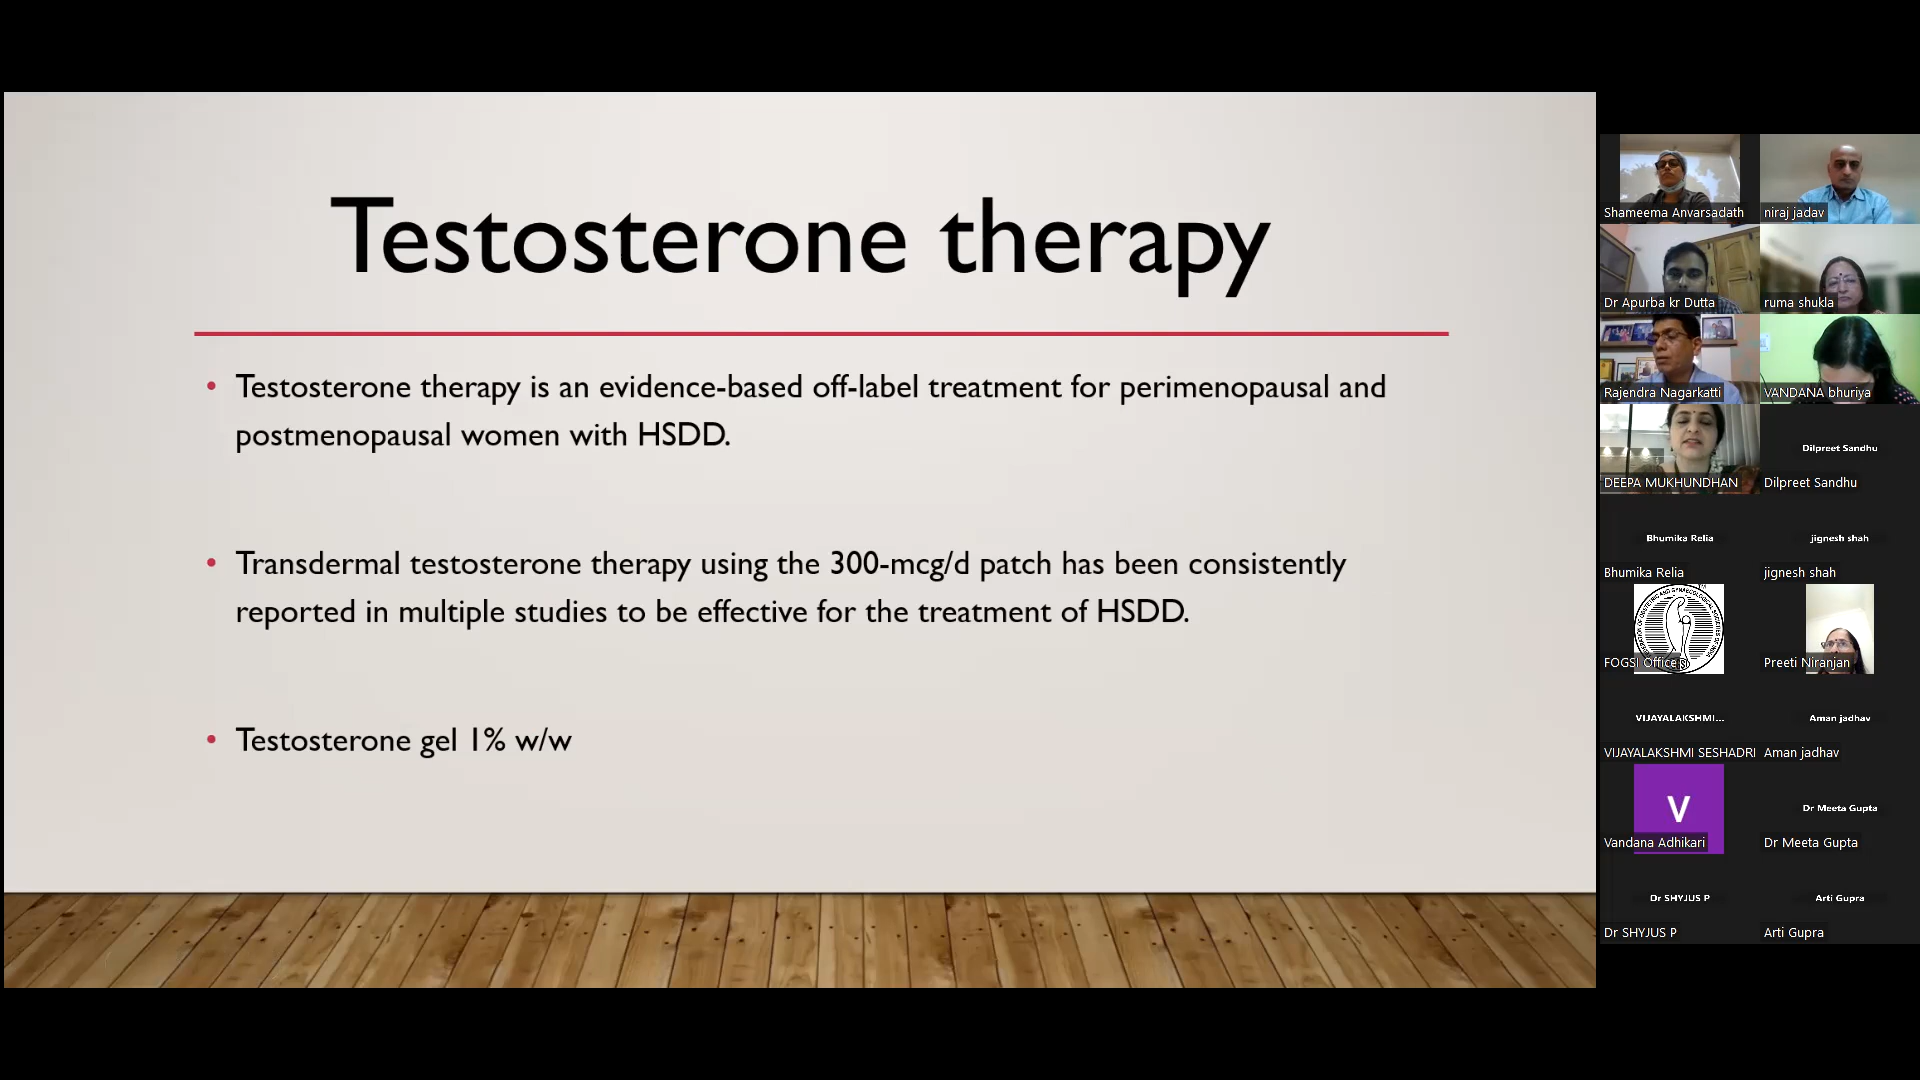 Testosterone therapy
• Testosterone therapy is an evidence-based off-label treatment for perimenopausal and
postmenopausal women with HSDD.
• Transdermal testosterone therapy using the 300-mcg/d patch has been consistently
reported in multiple studies to be effective for the treatment of HSDD.
• Testosterone gel 1% w/w
Shameema Anvarsadath
niraj jadav
Dr Apurba kr Dutta
ruma shukla
Rajendra Nagarkatti
VANDANA bhuriya
DEEPA MUKHUNDHAN
Dilpreet Sandhu
Dilpreet Sandhu
Bhumika Relia
jignesh shah
Bhumika Relia
jignesh shah
FOGSI Office
Preeti Niranjan
VIJAYALAKSHMI...
Aman jadhav
VIJAYALAKSHMI SESHADRI
Aman jadhav
V
Dr Meeta Gupta
Vandana Adhikari
Dr Meeta Gupta
Dr SHYJUS P
Arti Gupra
Dr SHYJUS P
Arti Gupra